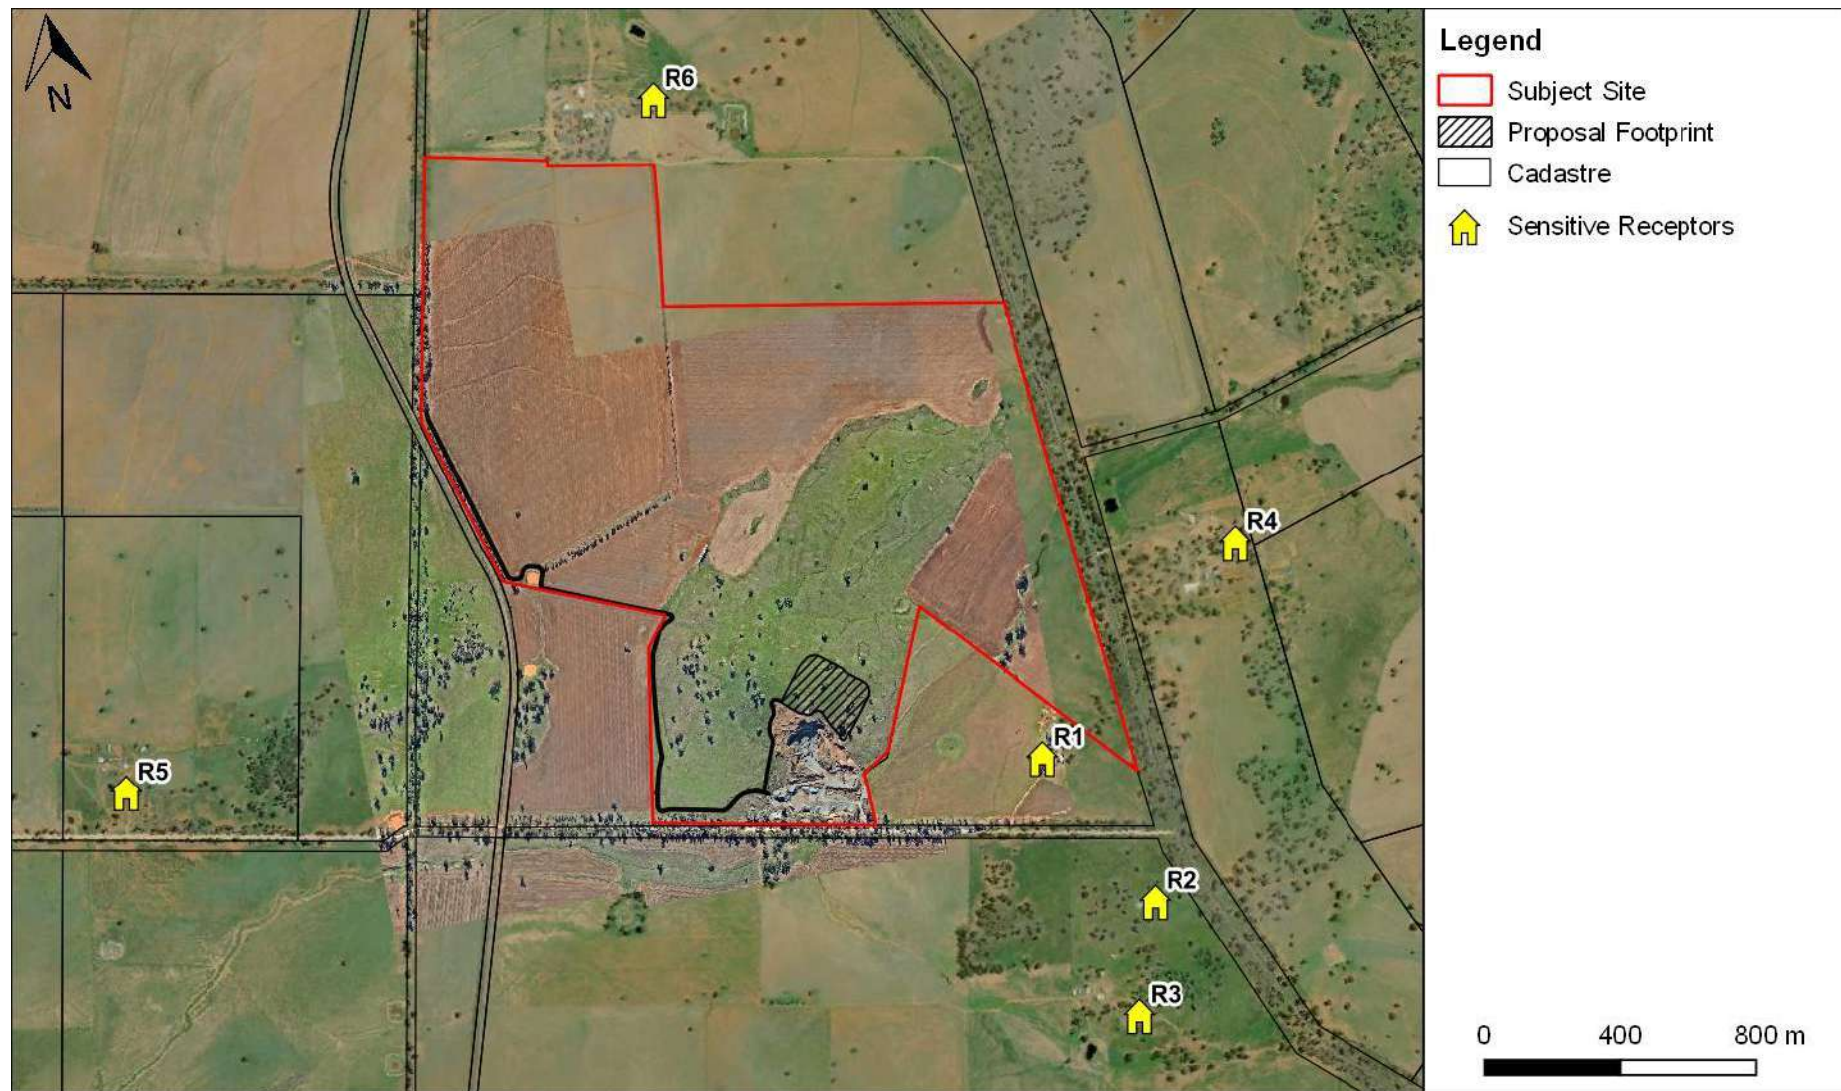 N
R6
R4
R1
R5
R2
R3
Legend
Subject Site
Proposal Footprint
Cadastre
Sensitive Receptors
0 400 800 m